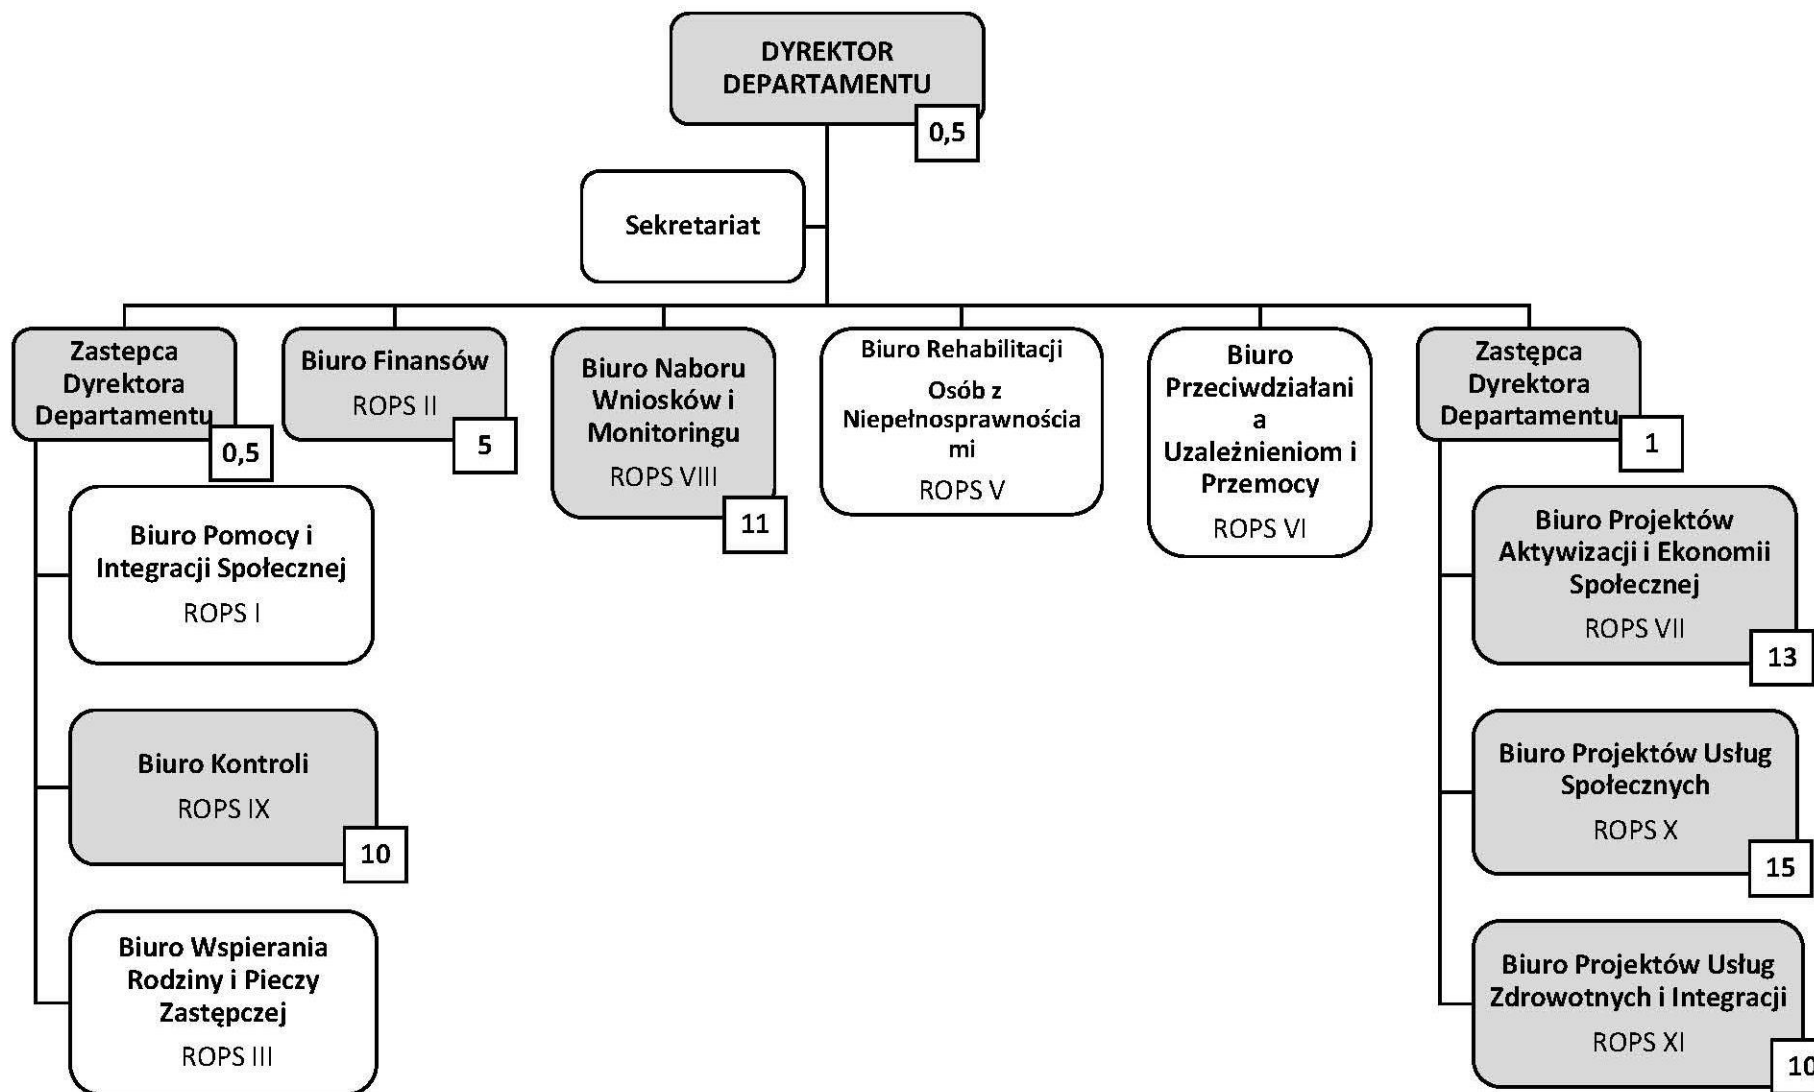 DYREKTOR
DEPARTAMENTU
0,5
Sekretariat
Zastepca
Dyrektora
Departamentu
0,5
Biuro Finansów
ROPS II
5
Biuro Naboru
Wniosków i
Monitoringu
ROPS VIII
11
Biuro Rehabilitacji
Osób z
Niepełnosprawnościa
mi
ROPS V
Biuro
Przeciwdziałani
a
Uzależnieniom i
Przemocy
ROPS VI
Zastępca
Dyrektora
Departamentu
1
Biuro Pomocy i
Integracji Społecznej
ROPS I
Biuro Kontroli
ROPS IX
10
Biuro Wspierania
Rodziny i Pieczy
Zastępczej
ROPS III
Biuro Projektów
Aktywizacji i Ekonomii
Społecznej
ROPS VII
13
Biuro Projektów Usług
Społecznych
ROPS X
15
Biuro Projektów Usług
Zdrowotnych i Integracji
ROPS XI
10